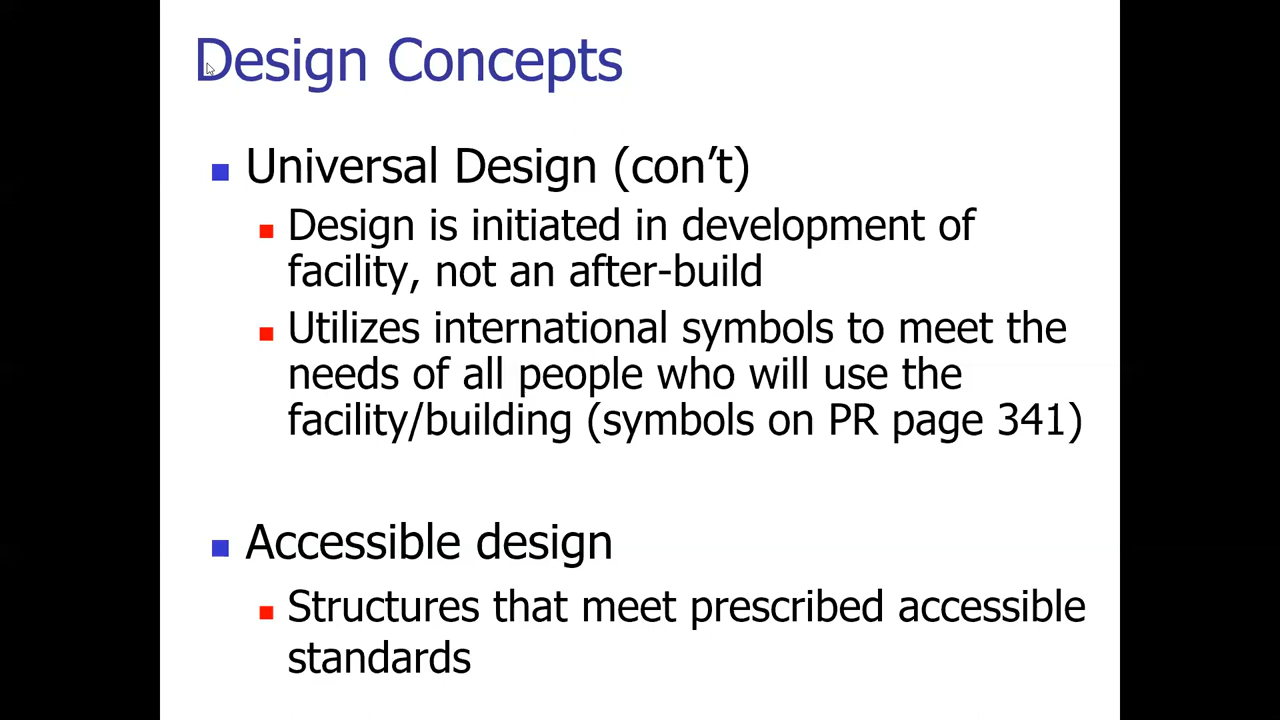 Design Concepts
Universal Design (con’t)
Design is initiated in development of
facility, not an after-build
Utilizes international symbols to meet the
needs of all people who will use the
facility/building (symbols on PR page 341)
Accessible design
Structures that meet prescribed accessible
standards